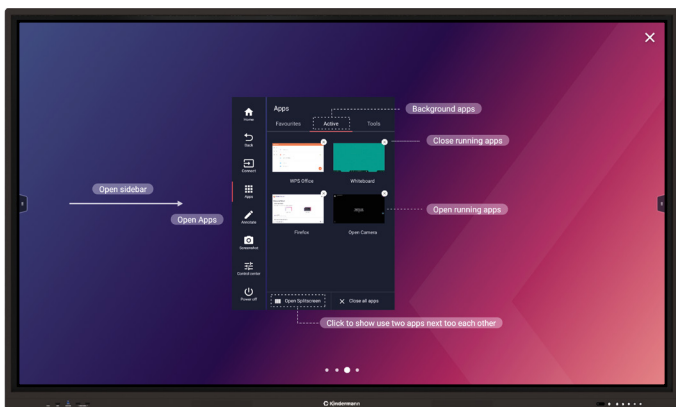 Apps
Background apps
Favourites
Active
Tools
Home
Close running apps
Back
WPS Office
Whiteboard
Connect
Open sidebar
Apps
Open Apps
Open running apps
Annotate
Firefox
Open Camera
Screenshot
Control center
Power off
Open Splitscreen
Close all apps
Click to show use two apps next too each other
Kindermann